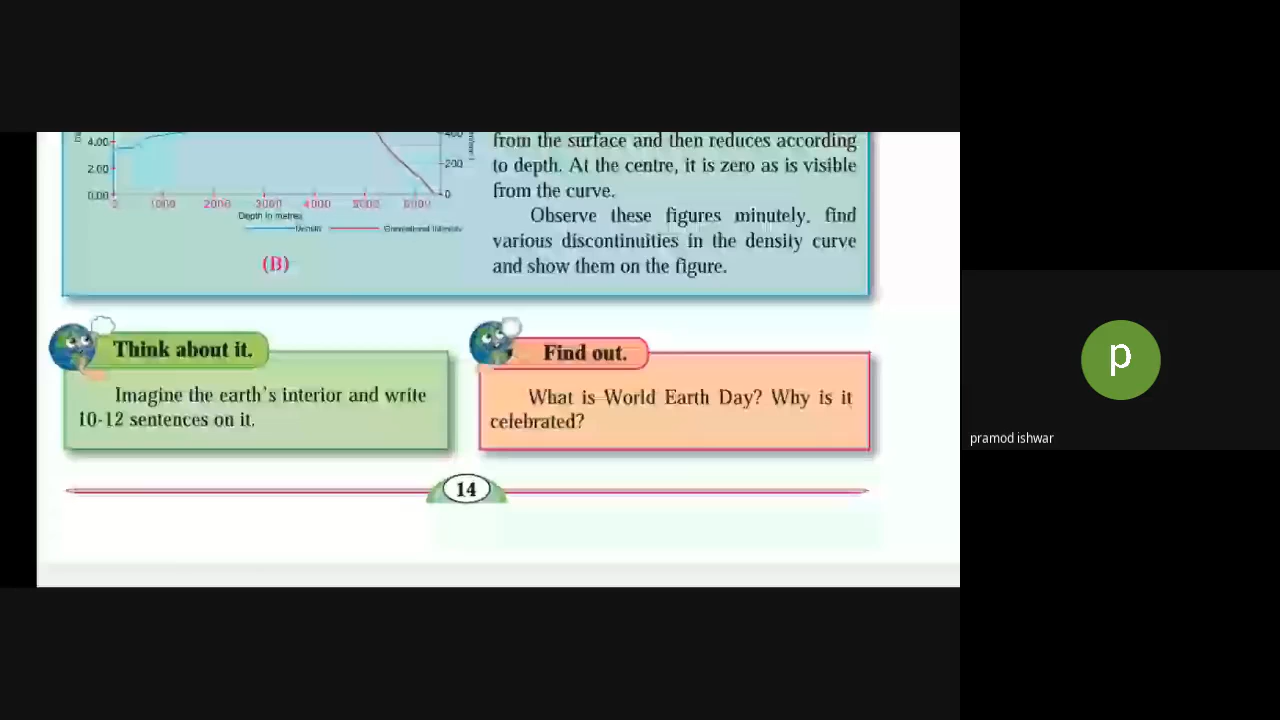 4.00
2.00
0.00
400
200
0
0 1000 2000 3000 4000 5000 6000
Depth in metres
Density Gravitational Intensity
(B)
from the surface and then reduces according
to depth. At the centre, it is zero as is visible
from the curve.
Observe these figures minutely, find
various discontinuities in the density curve
and show them on the figure.
Think about it.
Imagine the earth's interior and write
10-12 sentences on it.
Find out.
What is World Earth Day? Why is it
celebrated?
14
p
pramod ishwar